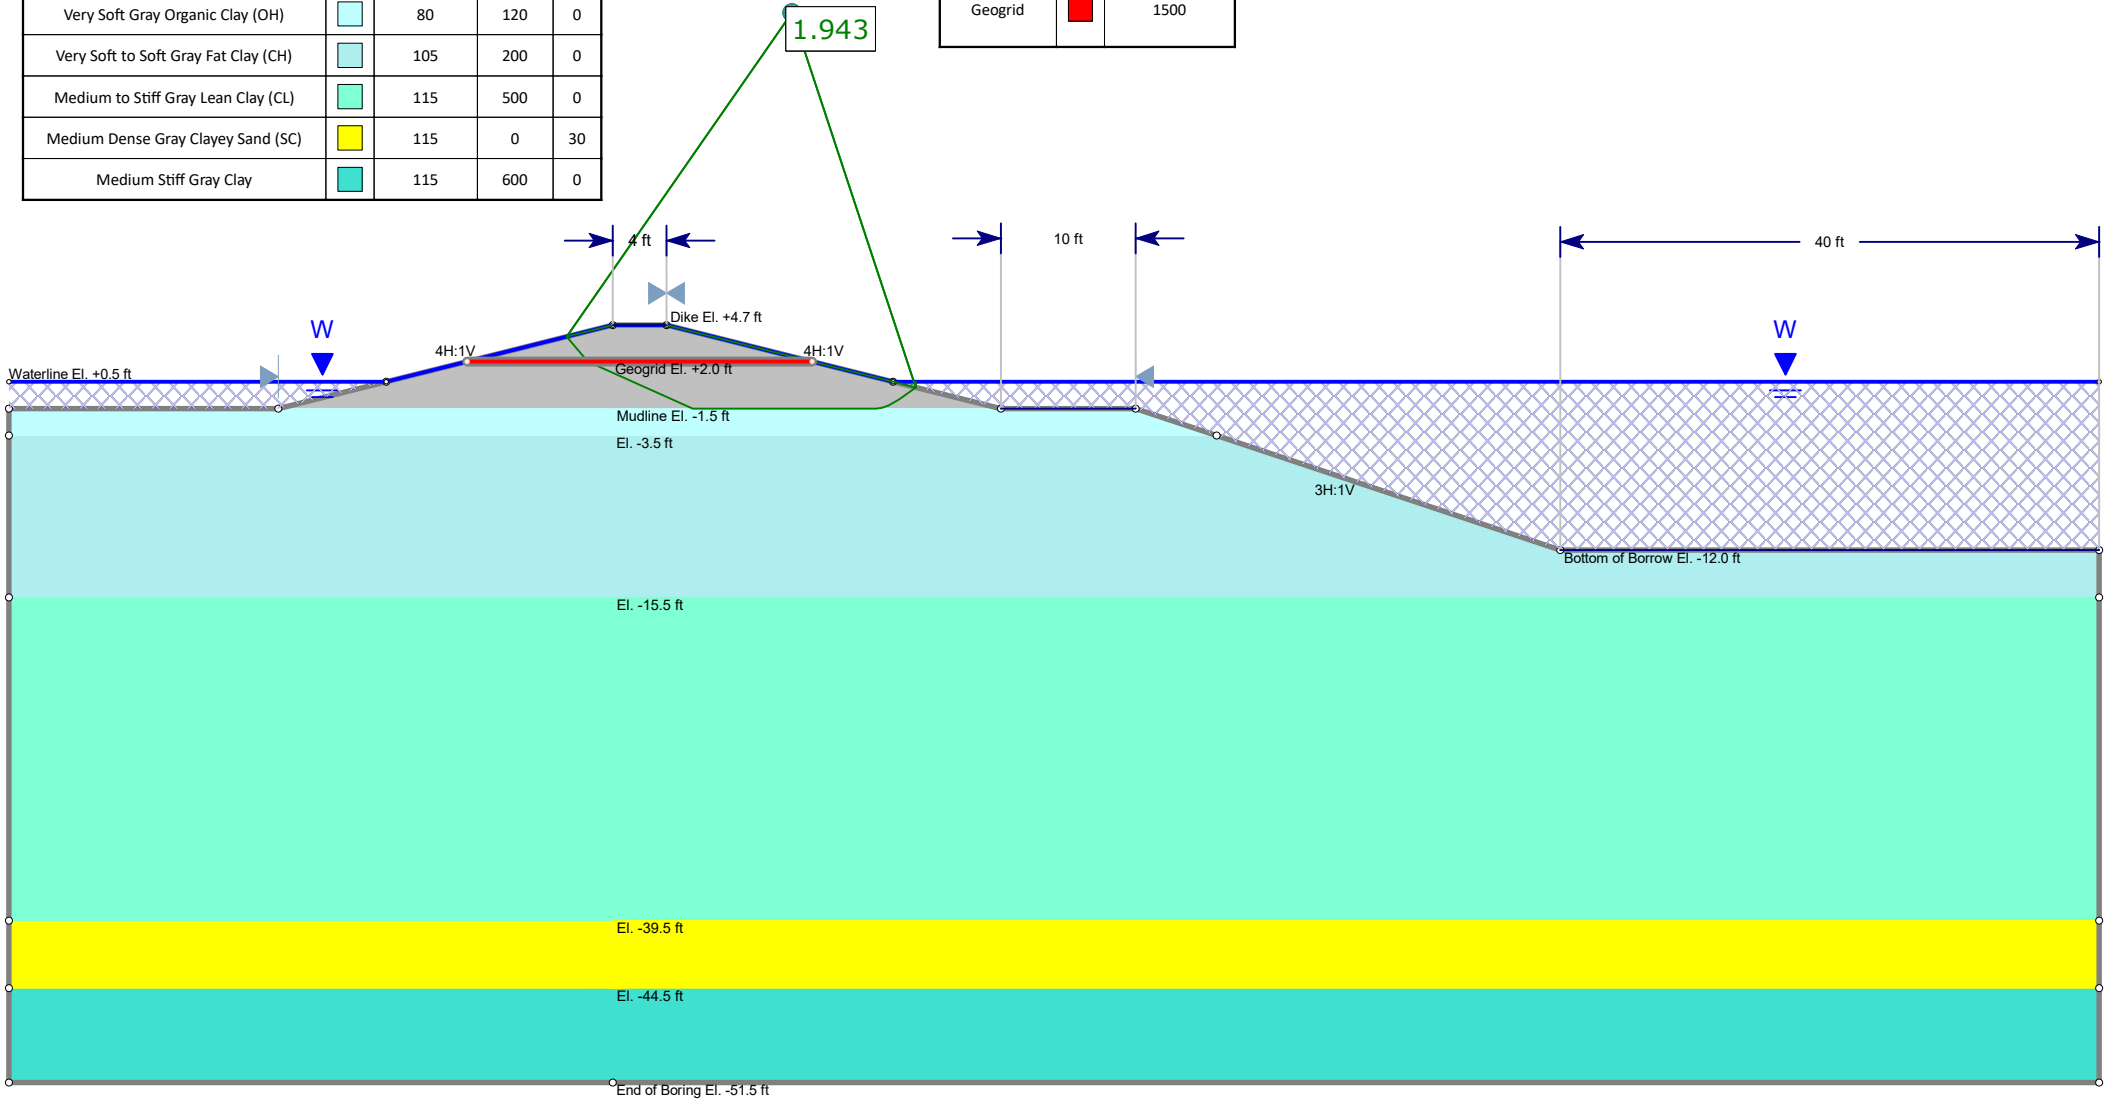 Very Soft Gray Organic Clay (OH) 80 120 0
Very Soft to Soft Gray Fat Clay (CH) 105 200 0
Medium to Stiff Gray Lean Clay (CL) 115 500 0
Medium Dense Gray Clayey Sand (SC) 115 0 30
Medium Stiff Gray Clay 115 600 0
Geogrid 1500
1.943
4 ft
10 ft
40 ft
Dike El. +4.7 ft
W
W
4H:1V
4H:1V
Waterline El. +0.5 ft
Geogrid El. +2.0 ft
Mudline El. -1.5 ft
El. -3.5 ft
3H:1V
Bottom of Borrow El. -12.0 ft
El. -15.5 ft
El. -39.5 ft
El. -44.5 ft
End of Boring El. -51.5 ft